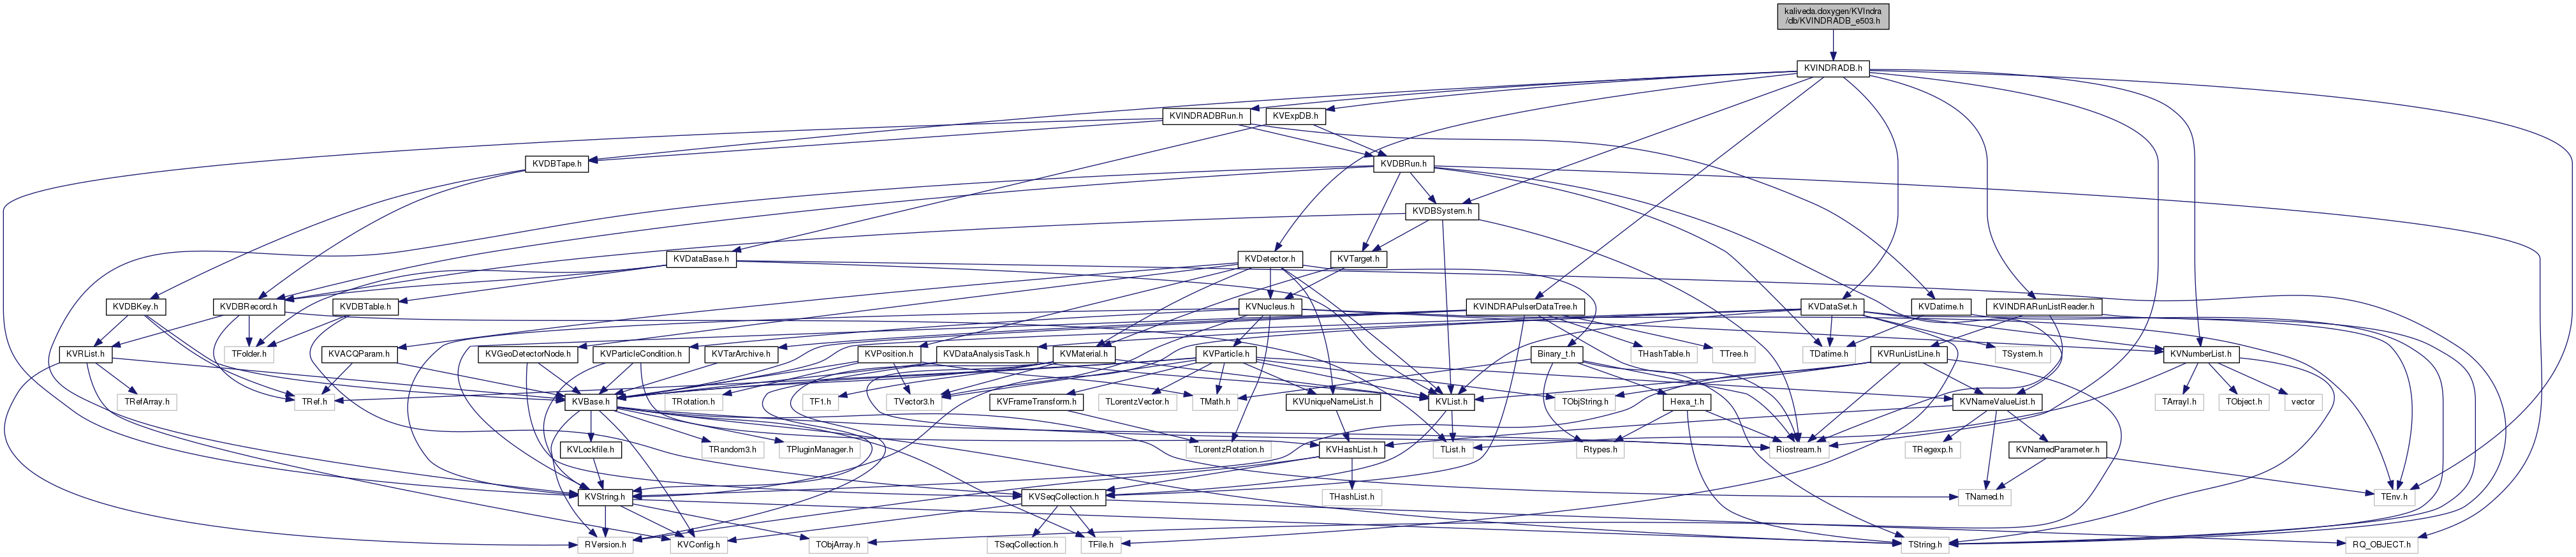 kaliveda.doxygen/KVIndra
/db/KVINDRADB_e503.h
KVINDRADB.h
KVINDRADBRun.h
KVExpDB.h
KVDBTape.h
KVDBRun.h
KVDBSystem.h
KVDataBase.h
KVDetector.h
KVTarget.h
KVDBKey.h
KVDBRecord.h
KVDBTable.h
KVNucleus.h
KVINDRAPulserDataTree.h
KVDataSet.h
KVDatime.h
KVINDRARunListReader.h
KVRList.h
TFolder.h
KVACQParam.h
KVGeoDetectorNode.h
KVParticleCondition.h
KVTarArchive.h
KVPosition.h
KVDataAnalysisTask.h
KVMaterial.h
KVParticle.h
Binary_t.h
THashTable.h
TTree.h
TDatime.h
KVRunListLine.h
TSystem.h
KVNumberList.h
TRefArray.h
TRef.h
KVBase.h
TRotation.h
TF1.h
TVector3.h
KVFrameTransform.h
TLorentzVector.h
TMath.h
KVUniqueNameList.h
KVList.h
TObjString.h
Hexa_t.h
KVNameValueList.h
TArrayI.h
TObject.h
vector
KVLockfile.h
TRandom3.h
TPluginManager.h
TLorentzRotation.h
KVHashList.h
TList.h
Rtypes.h
Riostream.h
TRegexp.h
KVNamedParameter.h
KVString.h
KVSeqCollection.h
THashList.h
TNamed.h
TEnv.h
RVersion.h
KVConfig.h
TObjArray.h
TSeqCollection.h
TFile.h
TString.h
RQ_OBJECT.h